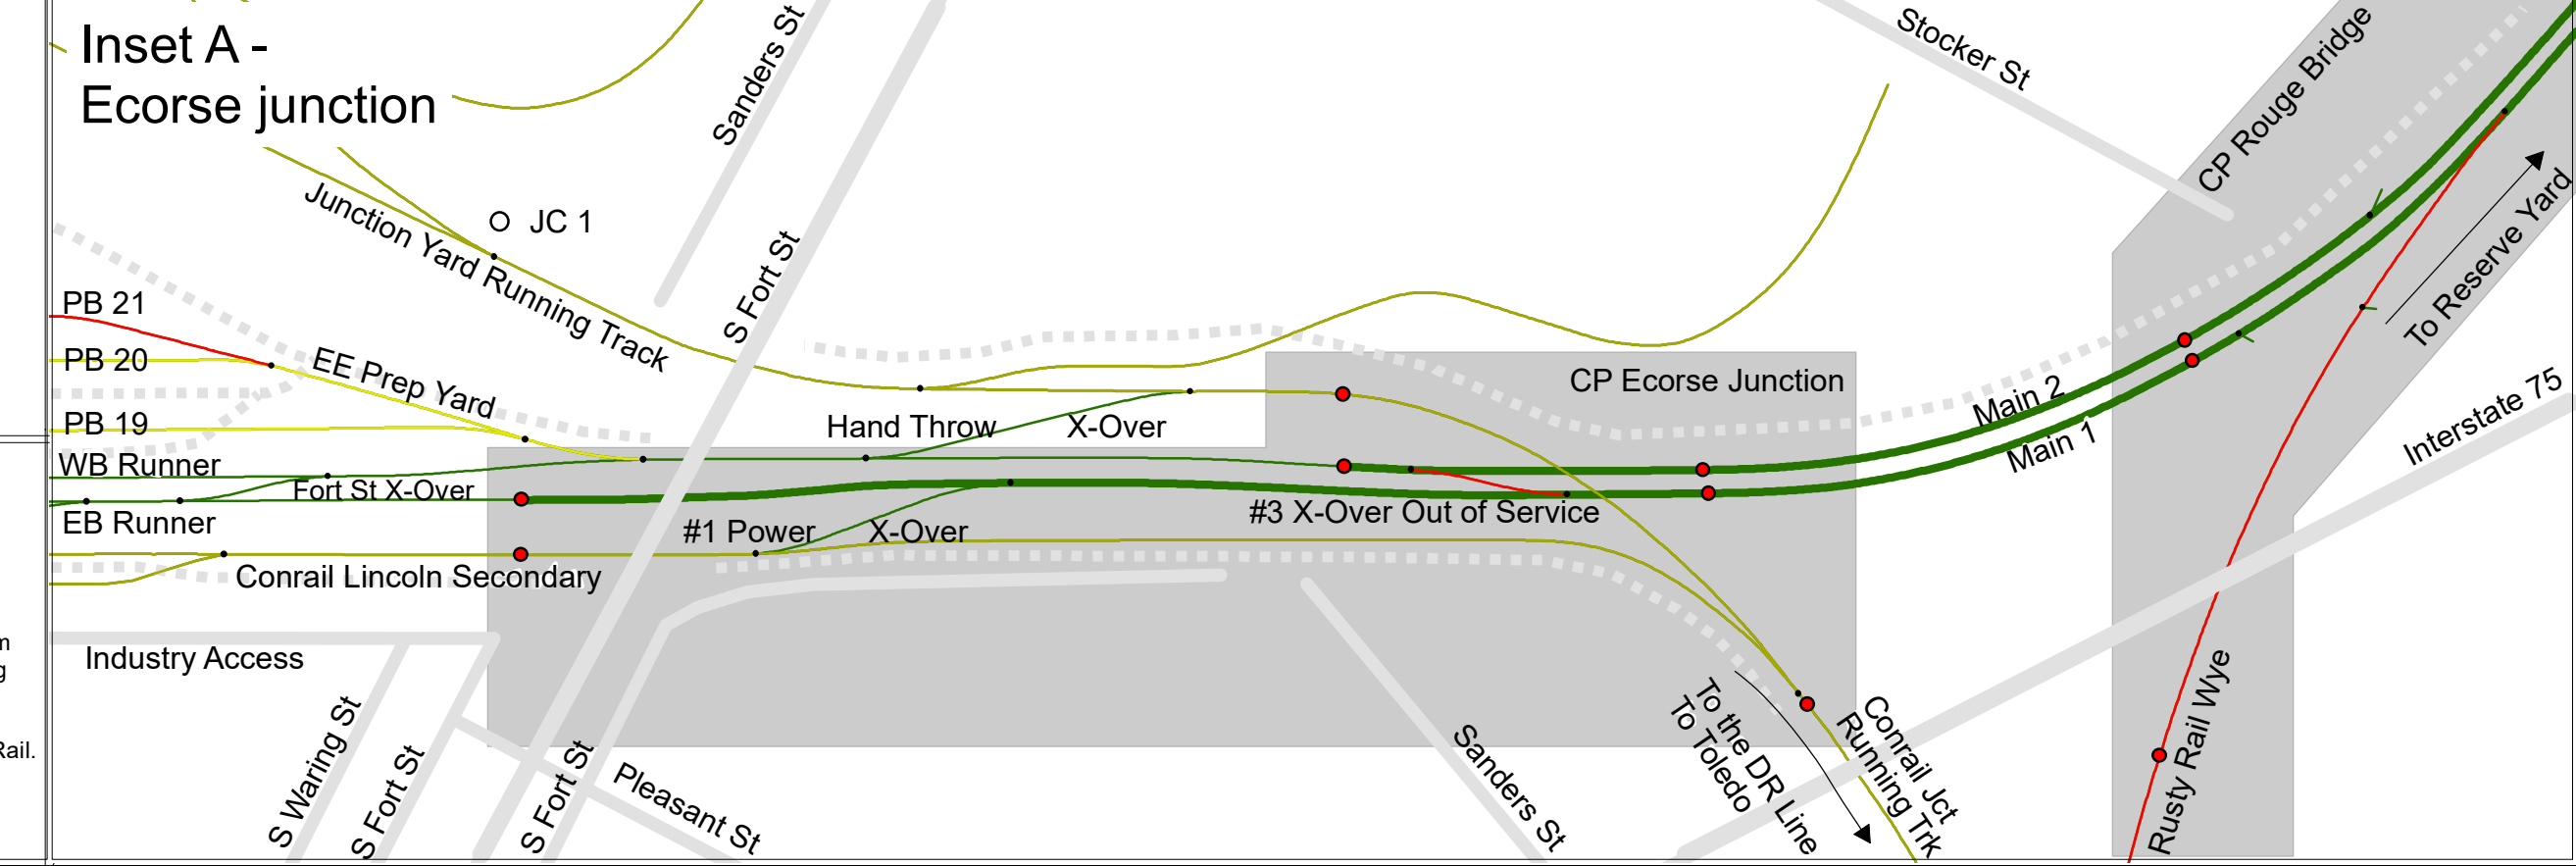 Inset A -
Ecorse junction
Sanders St
Stocker St
CP Rouge Bridge
JC 1
Junction Yard Running Track
S Fort St
To Reserve Yard
PB 21
PB 20
EE Prep Yard
PB 19
WB Runner
Fort St X-Over
EB Runner
Hand Throw X-Over
CP Ecorse Junction
Main 2
Main 1
Interstate 75
#1 Power X-Over
#3 X-Over Out of Service
Conrail Lincoln Secondary
Industry Access
S Waring St
S Fort St
S Fort St
Pleasant St
Sanders St
To the DR Line
To Toledo
Conrail Jct
Running Trk
Rusty Rail Wye
m
g
Rail.